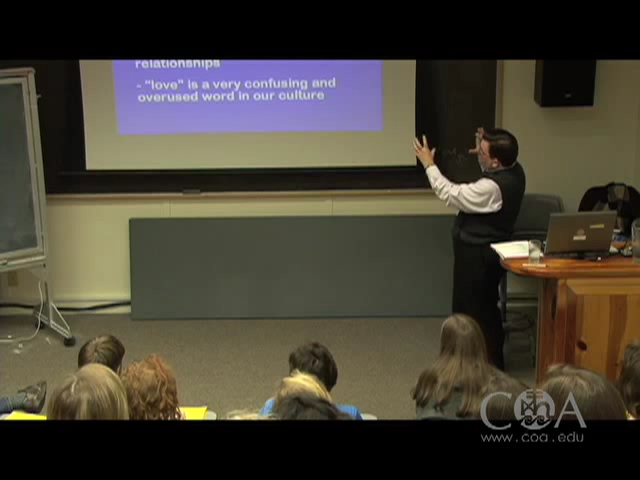 relationships
- "love" is a very confusing and
overused word in our culture
COA
www.coa.edu